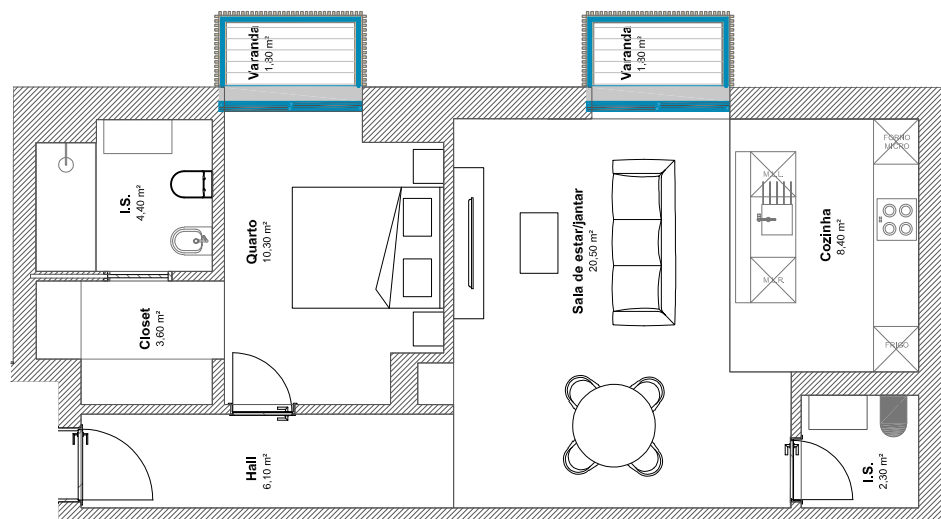 Varanda
1,80 m²
Varanda
1,80 m²
I.S.
4,40 m²
Quarto
10,30 m²
Closet
3,60 m²
Hall
6,10 m²
Sala de estar/jantar
20,50 m²
Cozinha
8,40 m²
I.S.
2,30 m²
FORNO
MICRO
M.L.L.
M.L.R.
FRIGO